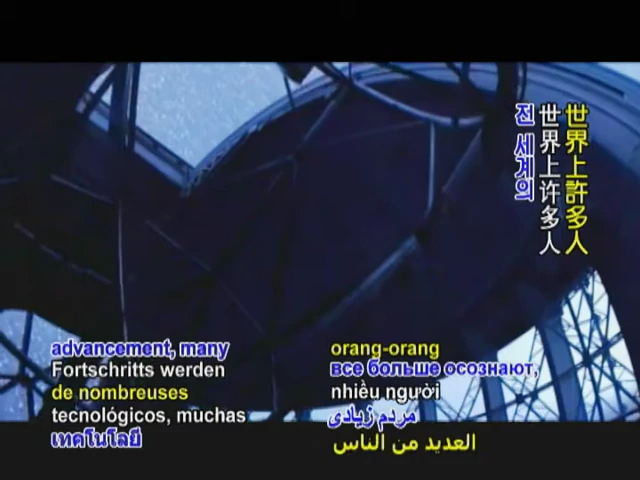 世界上許多人
世界上许多人
전 세계의
advancement, many
Fortschritts werden
de nombreuses
tecnológicos, muchas
เทคโนโลยี
orang-orang
все больше осознают,
nhiều người
مردم زیادی
العديد من الناس